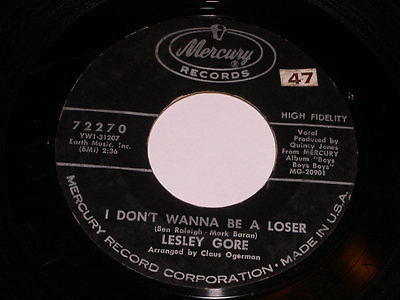 Mercury
RECORDS
47
72270
YW1-31207
Earth Music, Inc.
(BMI) 2:36
HIGH FIDELITY
Vocal
Produced by
Quincy Jones
From MERCURY
Album "Boys
Boys Boys"
MG-20901
I DON'T WANNA BE A LOSER
(Ben Raleigh - Mark Barkan)
LESLEY GORE
Arranged by Claus Ogerman
MERCURY RECORD CORPORATION • MADE IN U.S.A.